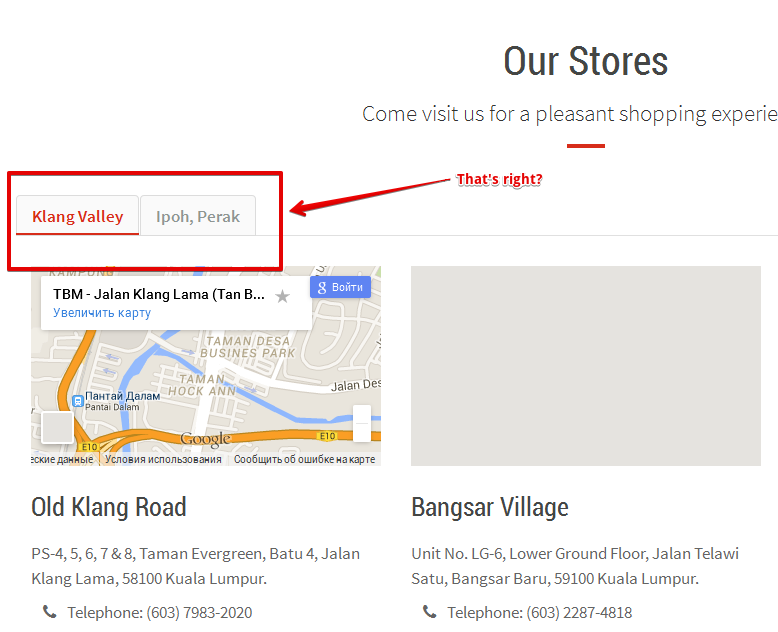 Our Stores
Come visit us for a pleasant shopping experie
That's right?
Klang Valley
Ipoh, Perak
KAMPUNG
TBM - Jalan Klang Lama (Tan B...
Войти
Увеличить карту
TAMAN DESA
BUSINES PARK
TAMAN
HOCK ANN
Jalan Des
Пантай Далам
Pantai Dalam
Google
E10
E10
еские данные
Условия использования
Сообщить об ошибке на карте
Old Klang Road
Bangsar Village
PS-4, 5, 6, 7 & 8, Taman Evergreen, Batu 4, Jalan
Klang Lama, 58100 Kuala Lumpur.
Unit No. LG-6, Lower Ground Floor, Jalan Telawi
Satu, Bangsar Baru, 59100 Kuala Lumpur.
Telephone: (603) 7983-2020
Telephone: (603) 2287-4818